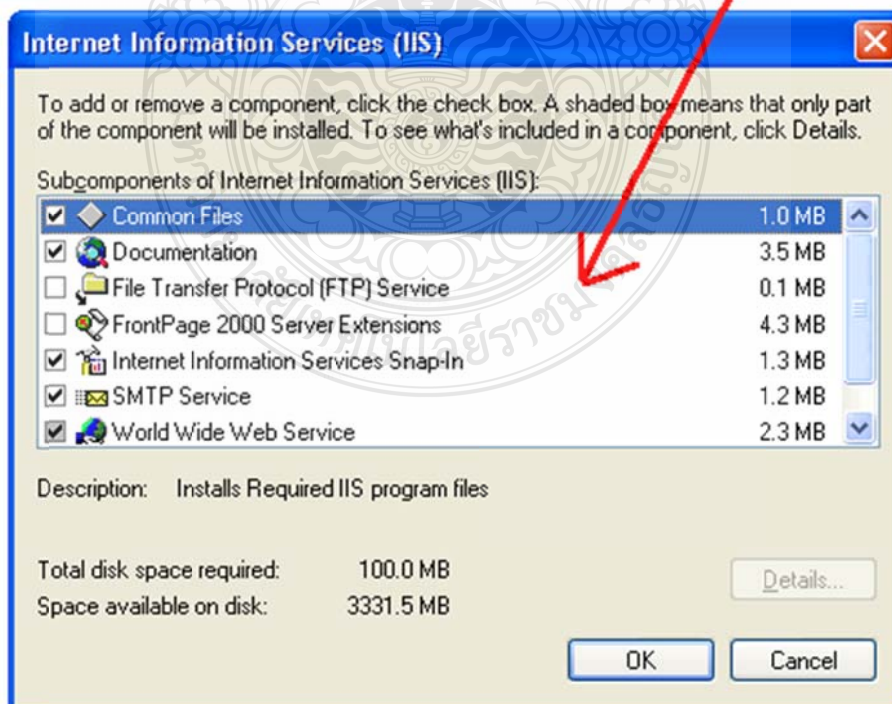 Internet Information Services (IIS)
To add or remove a component, click the check box. A shaded box means that only part
of the component will be installed. To see what's included in a component, click Details.
Subcomponents of Internet Information Services (IIS):
Common Files 1.0 MB
Documentation 3.5 MB
File Transfer Protocol (FTP) Service 0.1 MB
FrontPage 2000 Server Extensions 4.3 MB
Internet Information Services Snap-In 1.3 MB
SMTP Service 1.2 MB
World Wide Web Service 2.3 MB
Description: Installs Required IIS program files
Total disk space required: 100.0 MB
Space available on disk: 3331.5 MB
Details...
OK Cancel